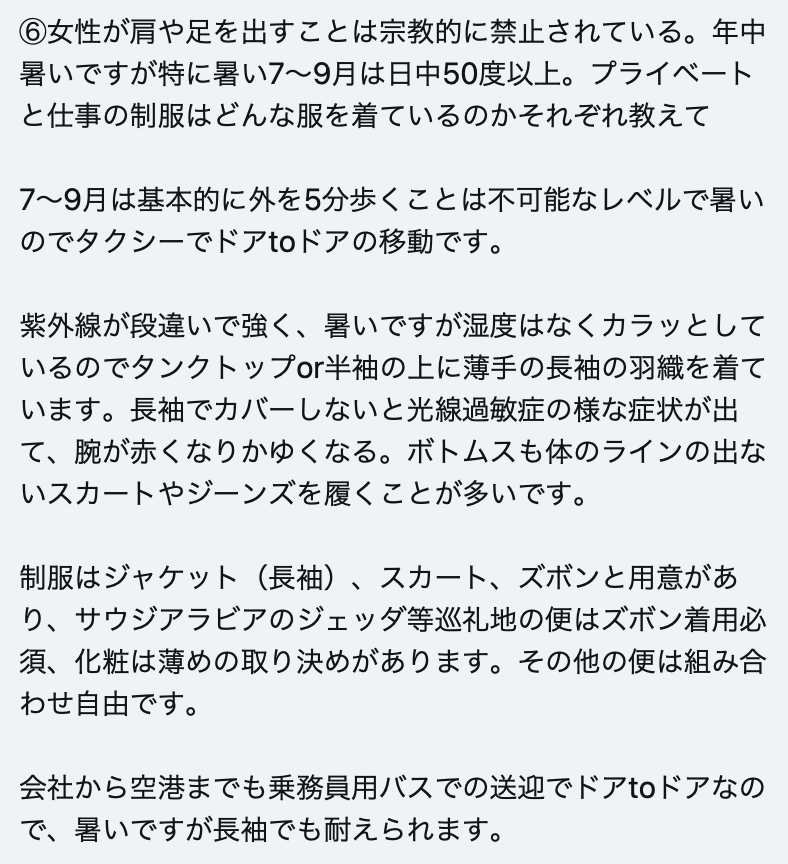 ⑥女性が肩や足を出すことは宗教的に禁止されている。年中
暑いですが特に暑い7〜9月は日中50度以上。プライベート
と仕事の制服はどんな服を着ているのかそれぞれ教えて
7〜9月は基本的に外を5分歩くことは不可能なレベルで暑い
のでタクシーでドアtoドアの移動です。
紫外線が段違いで強く、暑いですが湿度はなくカラッとして
いるのでタンクトップor半袖の上に薄手の長袖の羽織を着て
います。長袖でカバーしないと光線過敏症の様な症状が出
て、腕が赤くなりかゆくなる。ボトムスも体のラインの出な
いスカートやジーンズを履くことが多いです。
制服はジャケット（長袖）、スカート、ズボンと用意があ
り、サウジアラビアのジェッダ等巡礼地の便はズボン着用必
須、化粧は薄めの取り決めがあります。その他の便は組み合
わせ自由です。
会社から空港までも乗務員用バスでの送迎でドアtoドアなの
で、暑いですが長袖でも耐えられます。